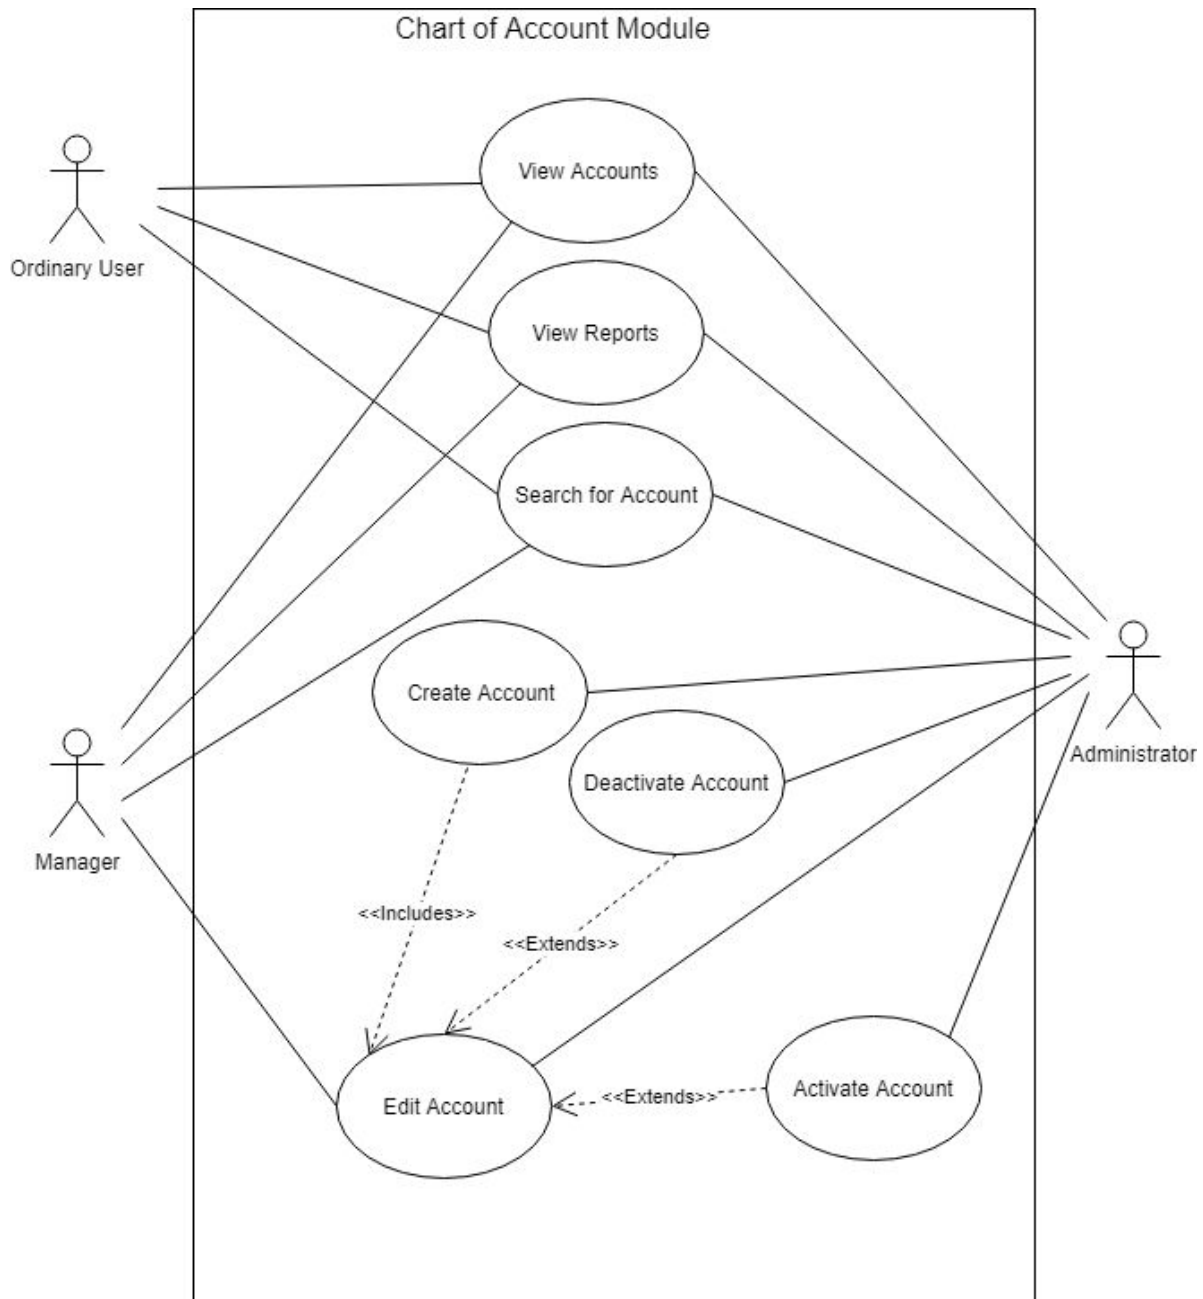 Chart of Account Module
View Accounts
Ordinary User
View Reports
Search for Account
Create Account
Deactivate Account
Administrator
Manager
<<Includes>>
<<Extends>>
Edit Account
<<Extends>>
Activate Account